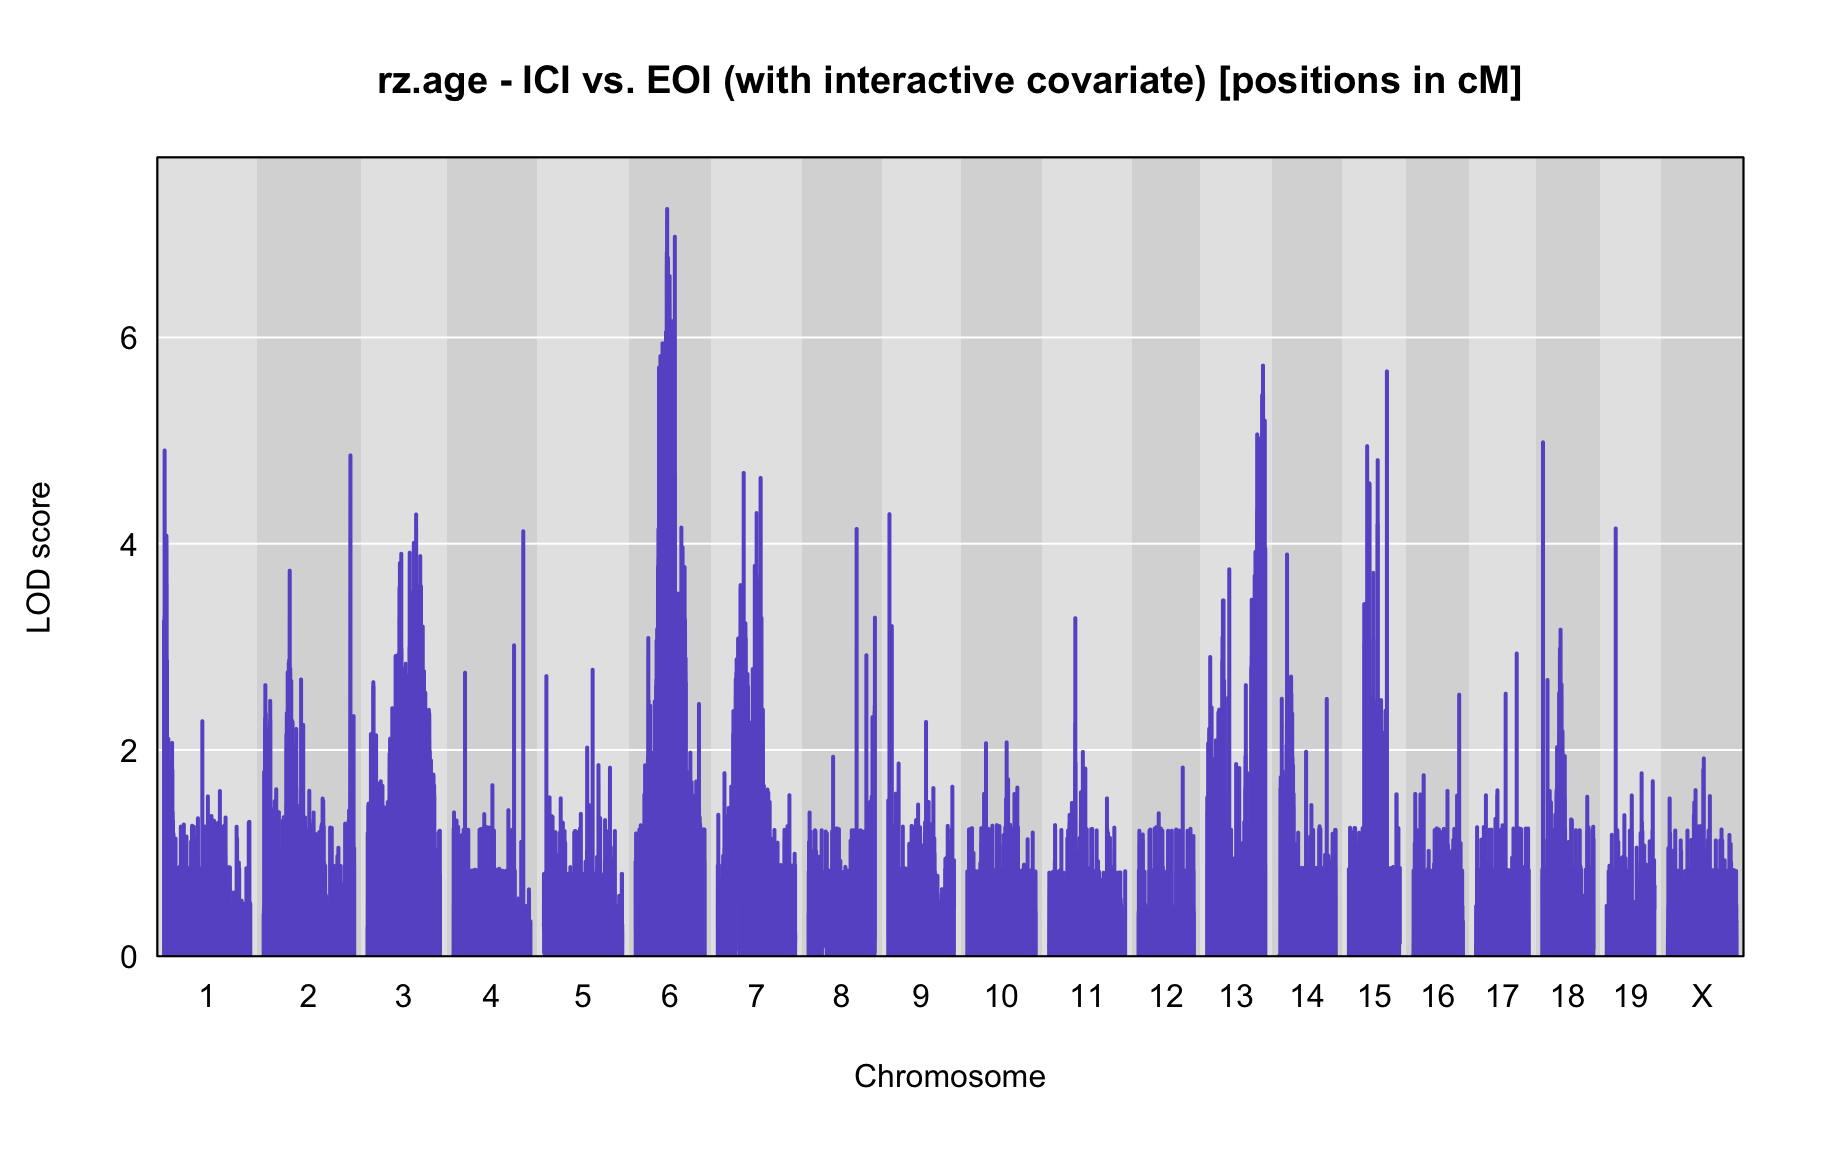 rz.age - ICI vs. EOI (with interactive covariate) [positions in cM]
LOD score
6
4
2
0
1 2 3 4 5 6 7 8 9 10 11 12 13 14 15 16 17 18 19 X
Chromosome